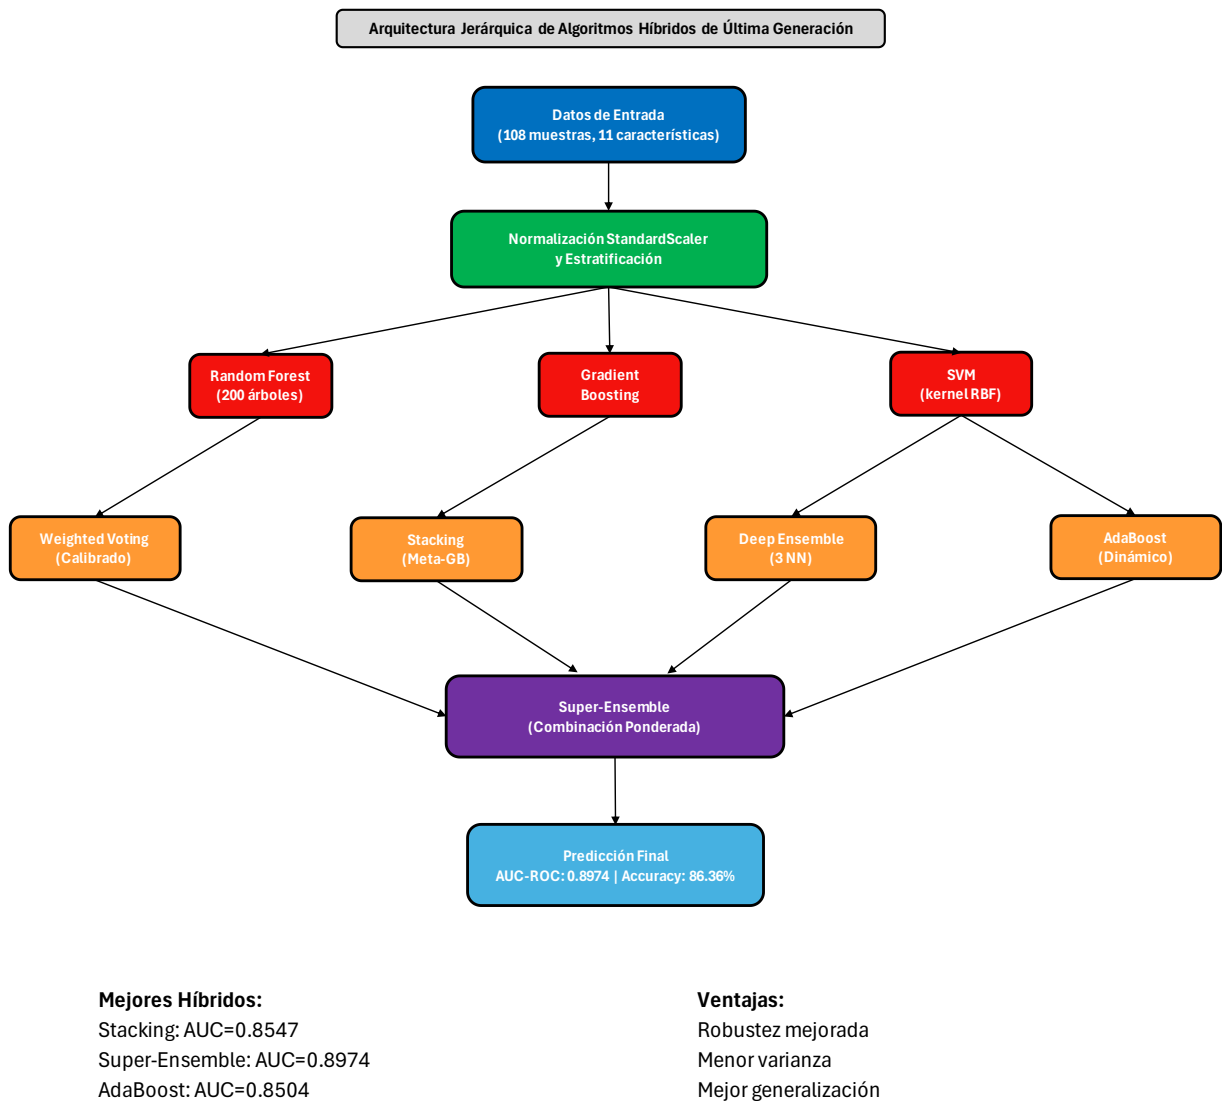 Arquitectura Jerárquica de Algoritmos Híbridos de Última Generación
Datos de Entrada
(108 muestras, 11 características)
Normalización StandardScaler
y Estratificación
Random Forest
(200 árboles)
Gradient
Boosting
SVM
(kernel RBF)
Weighted Voting
(Calibrado)
Stacking
(Meta-GB)
Deep Ensemble
(3 NN)
AdaBoost
(Dinámico)
Super-Ensemble
(Combinación Ponderada)
Predicción Final
AUC-ROC: 0.8974 | Accuracy: 86.36%
Mejores Híbridos:
Stacking: AUC=0.8547
Super-Ensemble: AUC=0.8974
AdaBoost: AUC=0.8504
Ventajas:
Robustez mejorada
Menor varianza
Mejor generalización